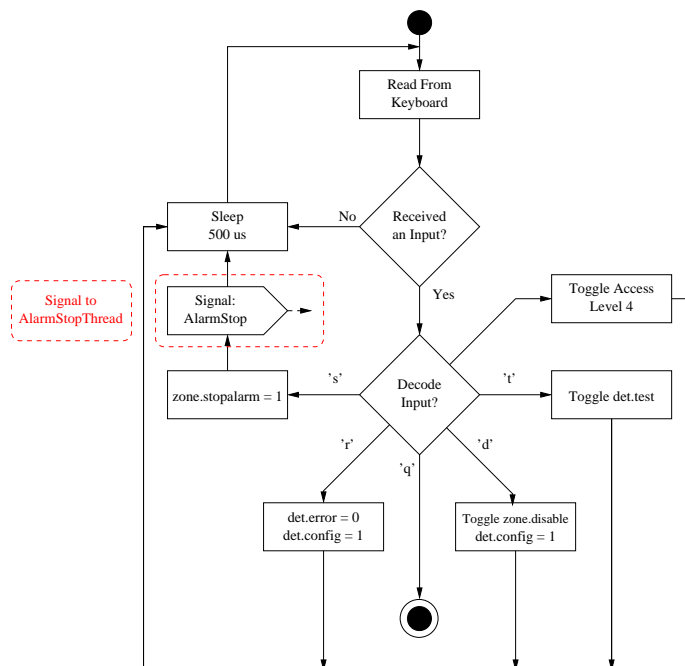 Read From
Keyboard
Sleep
500 us
No
Received
an Input?
Signal to
AlarmStopThread
Signal:
AlarmStop
Yes
Toggle Access
Level 4
zone.stopalarm = 1
's'
Decode
Input?
't'
Toggle det.test
'r'
'q'
'd'
det.error = 0
det.config = 1
Toggle zone.disable
det.config = 1